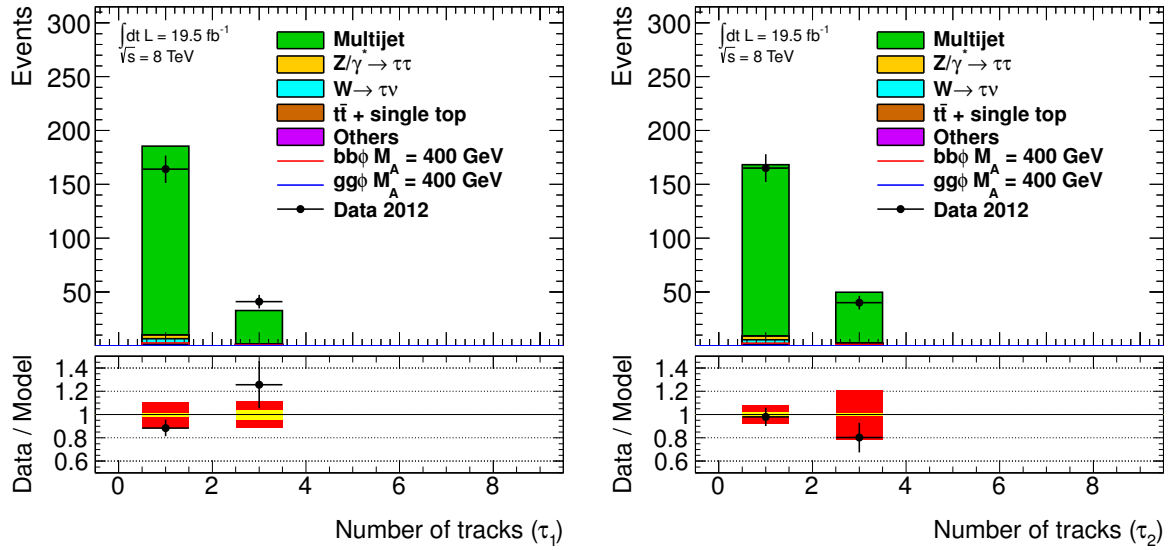 Events
300
250
200
150
100
50
∫dt L = 19.5 fb⁻¹
√s = 8 TeV
Multijet
Z/γ* → ττ
W → τν
tt̄ + single top
Others
bbϕ M_A = 400 GeV
ggϕ M_A = 400 GeV
Data 2012
Data / Model
1.4
1.2
1
0.8
0.6
0 2 4 6 8
Number of tracks (τ₁)
Events
300
250
200
150
100
50
∫dt L = 19.5 fb⁻¹
√s = 8 TeV
Multijet
Z/γ* → ττ
W → τν
tt̄ + single top
Others
bbϕ M_A = 400 GeV
ggϕ M_A = 400 GeV
Data 2012
Data / Model
1.4
1.2
1
0.8
0.6
0 2 4 6 8
Number of tracks (τ₂)